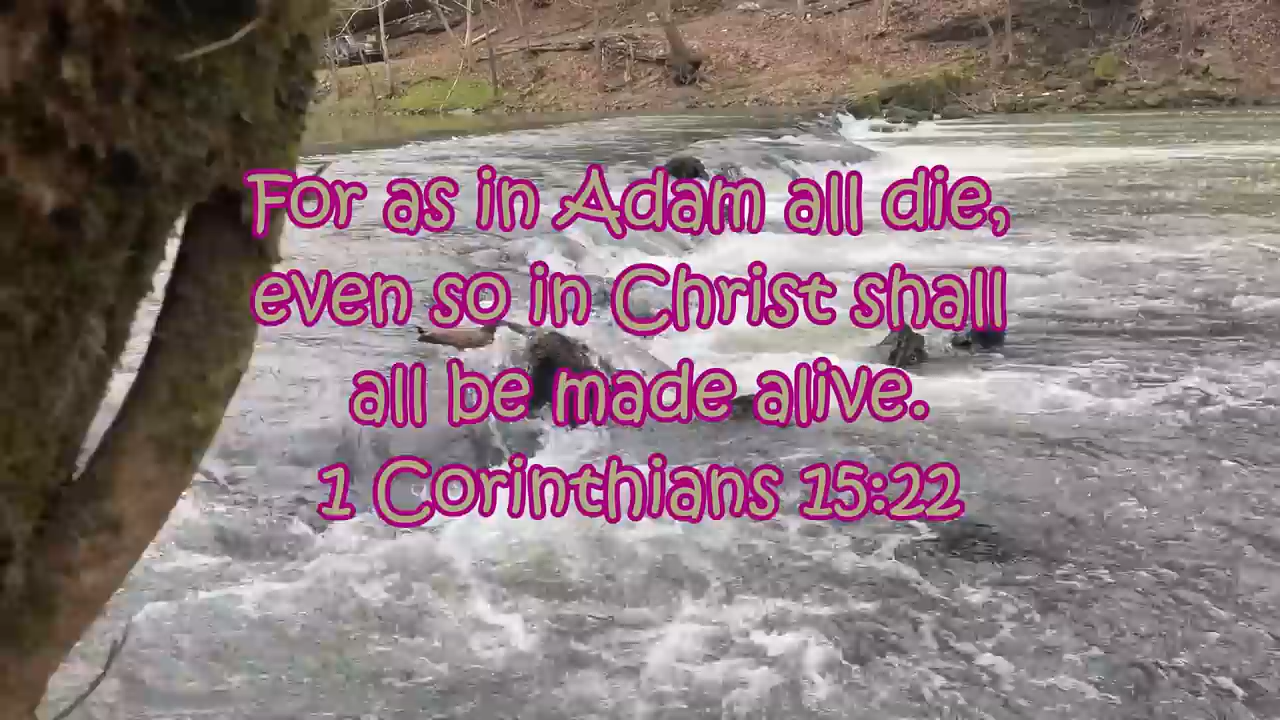 For as in Adam all die,
even so in Christ shall
all be made alive.
1 Corinthians 15:22